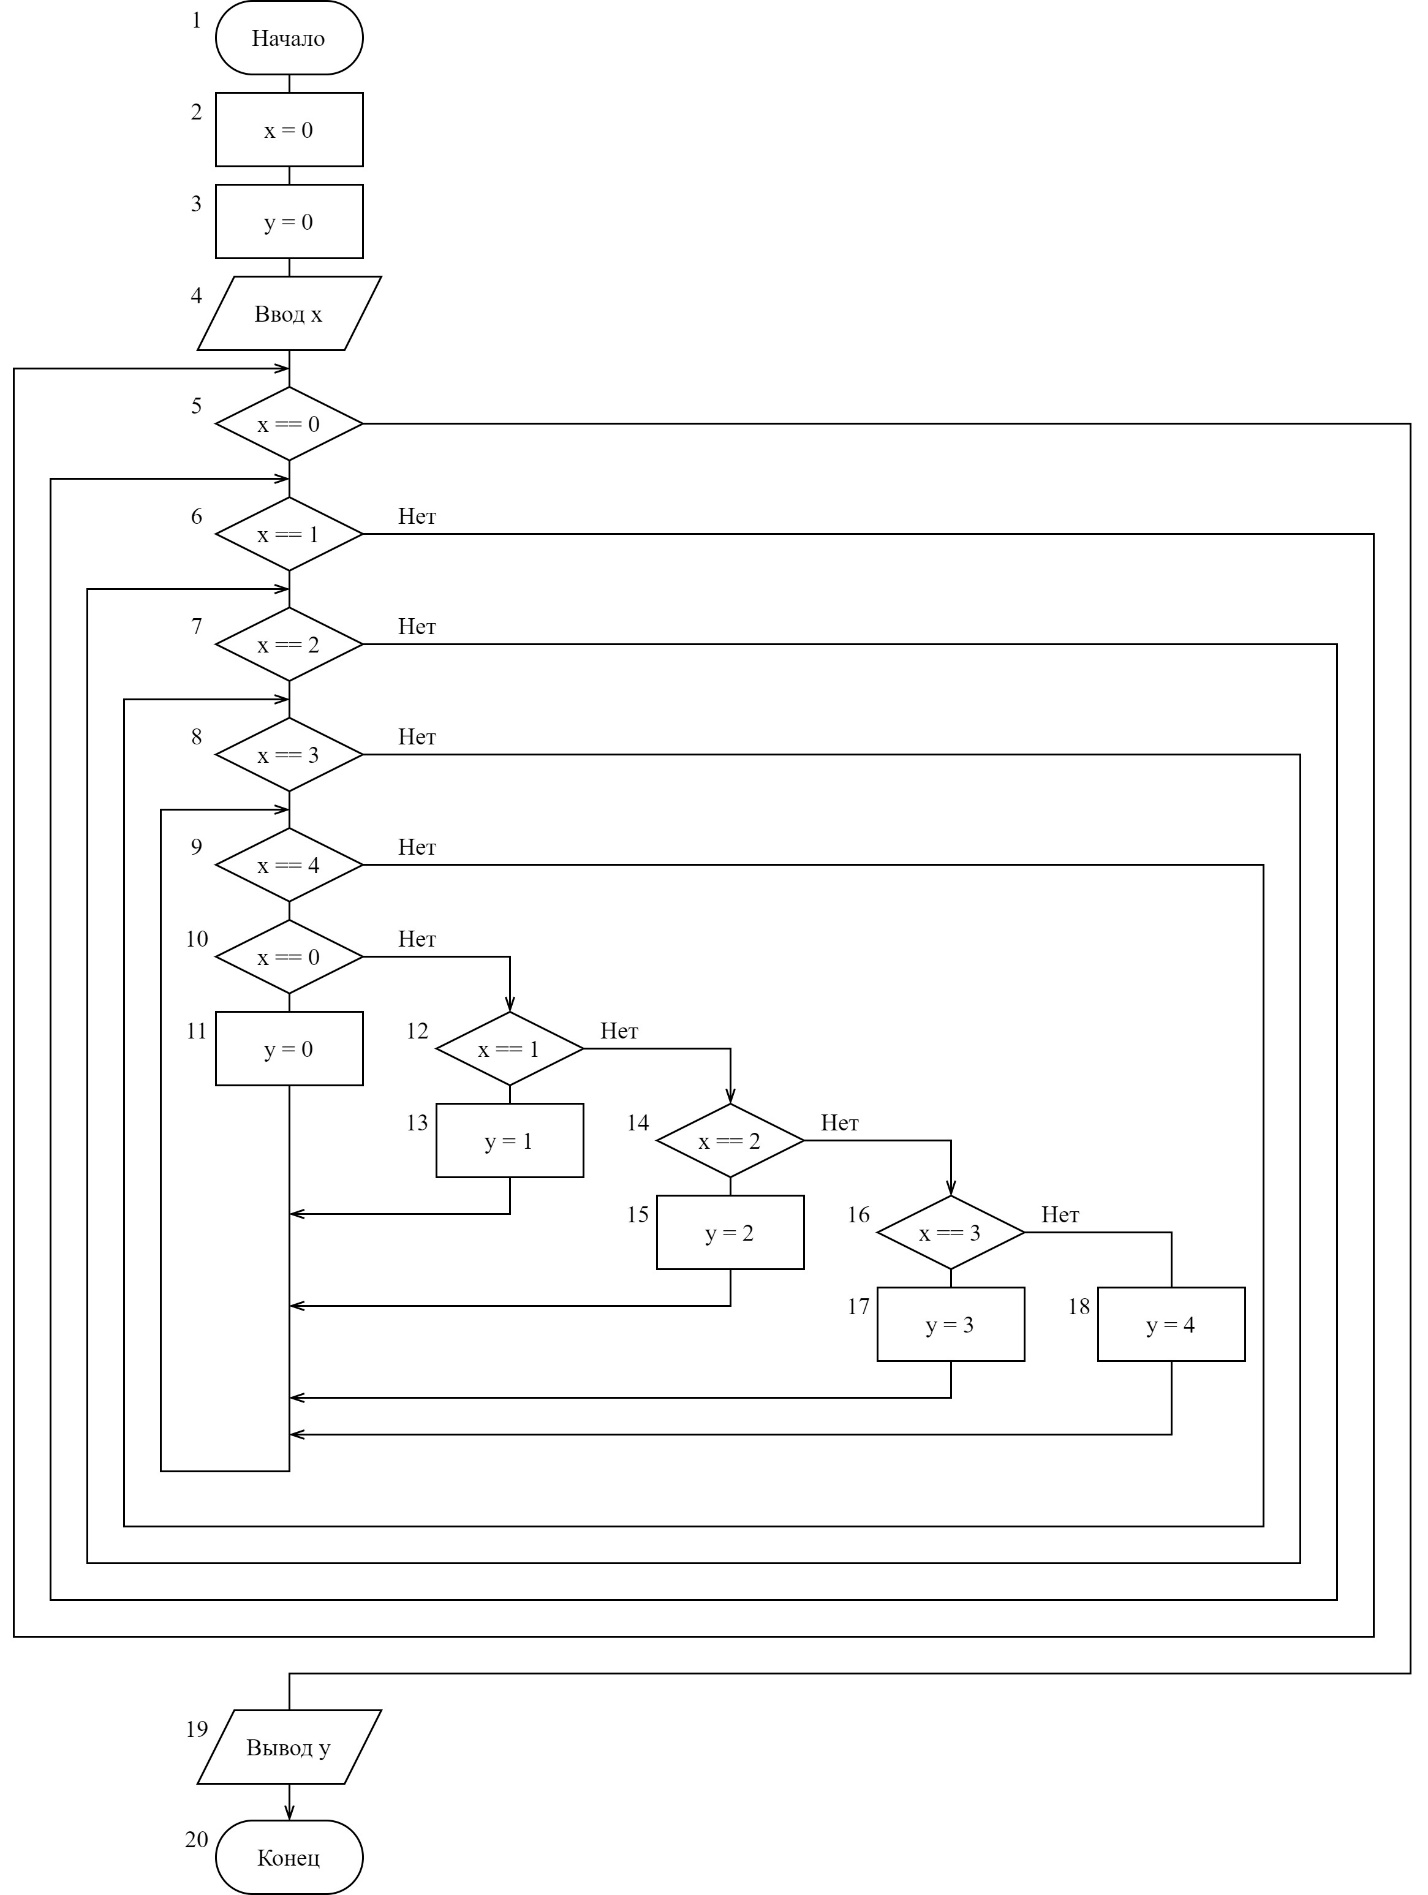 1
Начало
2
x = 0
3
y = 0
4
Ввод x
5
x == 0
6
x == 1
Нет
7
x == 2
Нет
8
x == 3
Нет
9
x == 4
Нет
10
x == 0
Нет
11
y = 0
12
x == 1
Нет
13
y = 1
14
x == 2
Нет
15
y = 2
16
x == 3
Нет
17
y = 3
18
y = 4
19
Вывод y
20
Конец